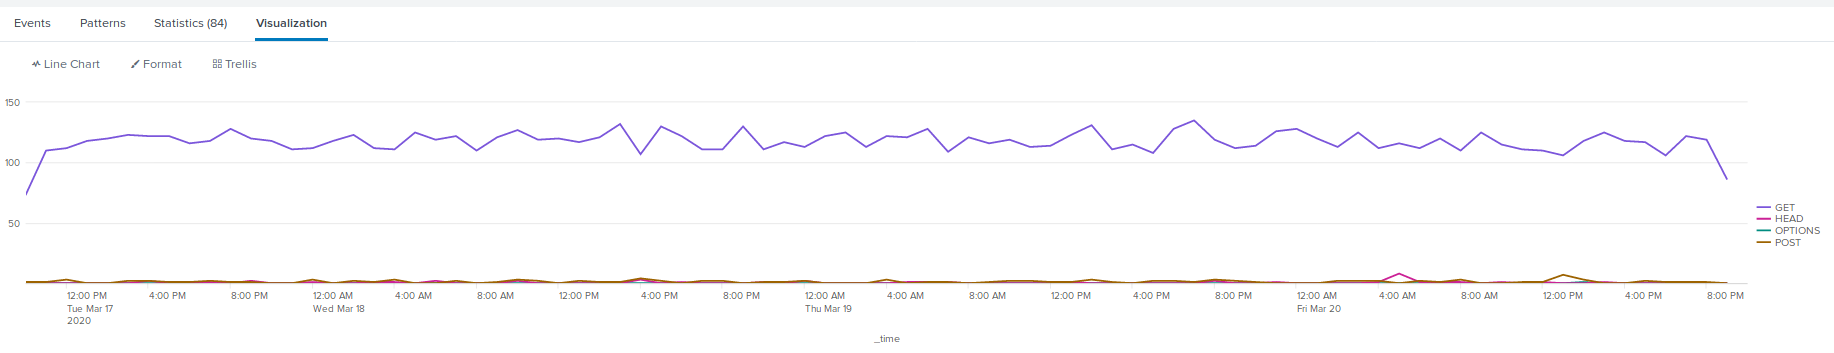 Events Patterns Statistics (84) Visualization
Line Chart Format Trellis
150
100
50
GET
HEAD
OPTIONS
POST
12:00 PM 4:00 PM 8:00 PM 12:00 AM 4:00 AM 8:00 AM 12:00 PM 4:00 PM 8:00 PM 12:00 AM 4:00 AM 8:00 AM 12:00 PM 4:00 PM 8:00 PM 12:00 AM 4:00 AM 8:00 AM 12:00 PM 4:00 PM 8:00 PM
Tue Mar 17 Wed Mar 18 Thu Mar 19 Fri Mar 20
2020
_time